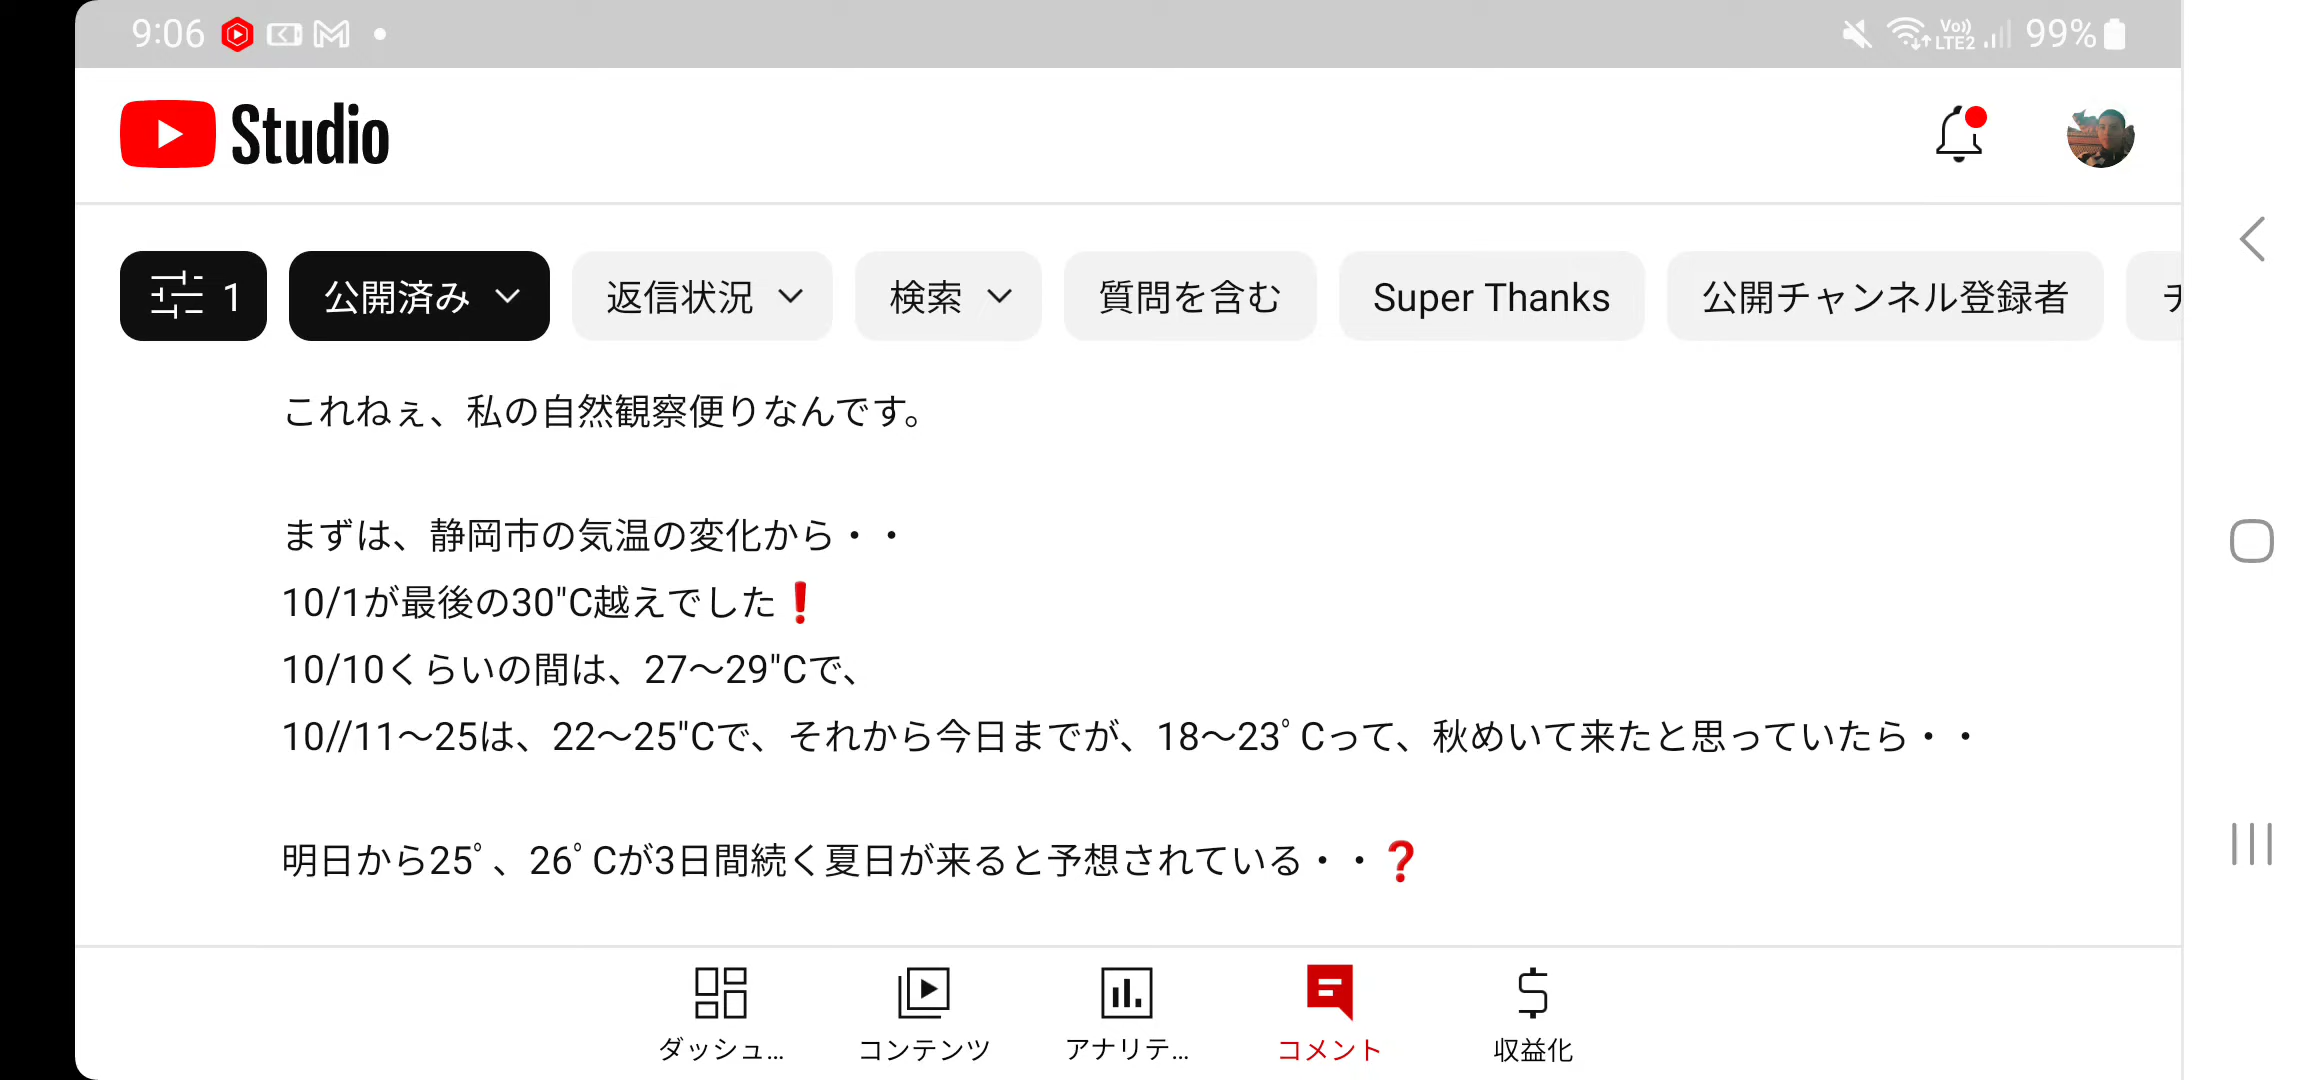 9:06
Vo)) LTE2 99%
Studio
1 公開済み 返信状況 検索 質問を含む Super Thanks 公開チャンネル登録者
これねぇ、私の自然観察便りなんです。
まずは、静岡市の気温の変化から・・
10/1が最後の30"C越えでした❗
10/10くらいの間は、27〜29"Cで、
10//11〜25は、22〜25"Cで、それから今日までが、18〜23ﾟCって、秋めいて来たと思っていたら・・
明日から25ﾟ、26ﾟCが3日間続く夏日が来ると予想されている・・❓
ダッシュ... コンテンツ アナリテ... コメント 収益化